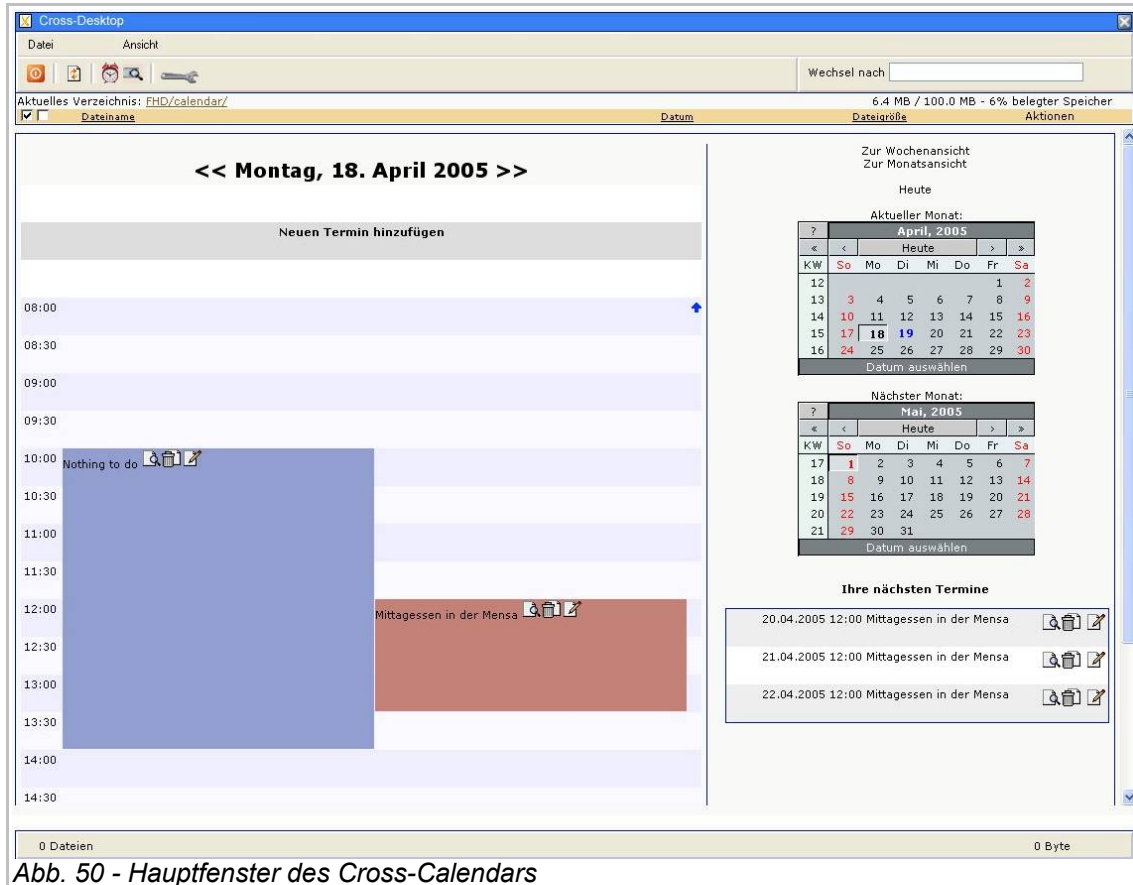 Cross-Desktop
Datei Ansicht
Wechsel nach
Aktuelles Verzeichnis: FHD/calendar/ 6.4 MB / 100.0 MB - 6% belegter Speicher
Dateiname Datum Dateigröße Aktionen
<< Montag, 18. April 2005 >>
Neuen Termin hinzufügen
08:00
08:30
09:00
09:30
10:00 Nothing to do
10:30
11:00
11:30
12:00 Mittagessen in der Mensa
12:30
13:00
13:30
14:00
14:30
Zur Wochenansicht
Zur Monatsansicht
Heute
Aktueller Monat:
? April, 2005
« ‹ Heute › »
KW So Mo Di Mi Do Fr Sa
12 1 2
13 3 4 5 6 7 8 9
14 10 11 12 13 14 15 16
15 17 18 19 20 21 22 23
16 24 25 26 27 28 29 30
Datum auswählen
Nächster Monat:
? Mai, 2005
« ‹ Heute › »
KW So Mo Di Mi Do Fr Sa
17 1 2 3 4 5 6 7
18 8 9 10 11 12 13 14
19 15 16 17 18 19 20 21
20 22 23 24 25 26 27 28
21 29 30 31
Datum auswählen
Ihre nächsten Termine
20.04.2005 12:00 Mittagessen in der Mensa
21.04.2005 12:00 Mittagessen in der Mensa
22.04.2005 12:00 Mittagessen in der Mensa
0 Dateien 0 Byte
Abb. 50 - Hauptfenster des Cross-Calendars